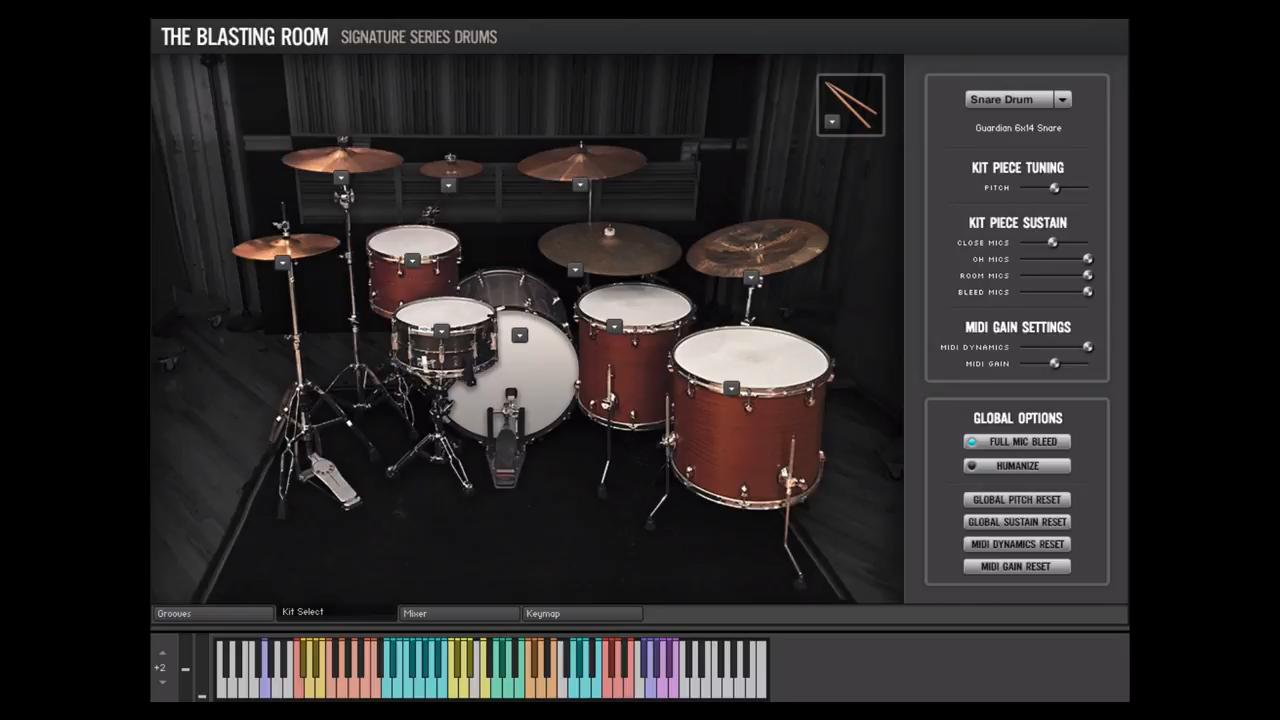 THE BLASTING ROOM SIGNATURE SERIES DRUMS
Snare Drum
Guardian 6x14 Snare
KIT PIECE TUNING
PITCH
KIT PIECE SUSTAIN
CLOSE MICS
OH MICS
ROOM MICS
BLEED MICS
MIDI GAIN SETTINGS
MIDI DYNAMICS
MIDI GAIN
GLOBAL OPTIONS
FULL MIC BLEED
HUMANIZE
GLOBAL PITCH RESET
GLOBAL SUSTAIN RESET
MIDI DYNAMICS RESET
MIDI GAIN RESET
Grooves Kit Select Mixer Keymap
+2